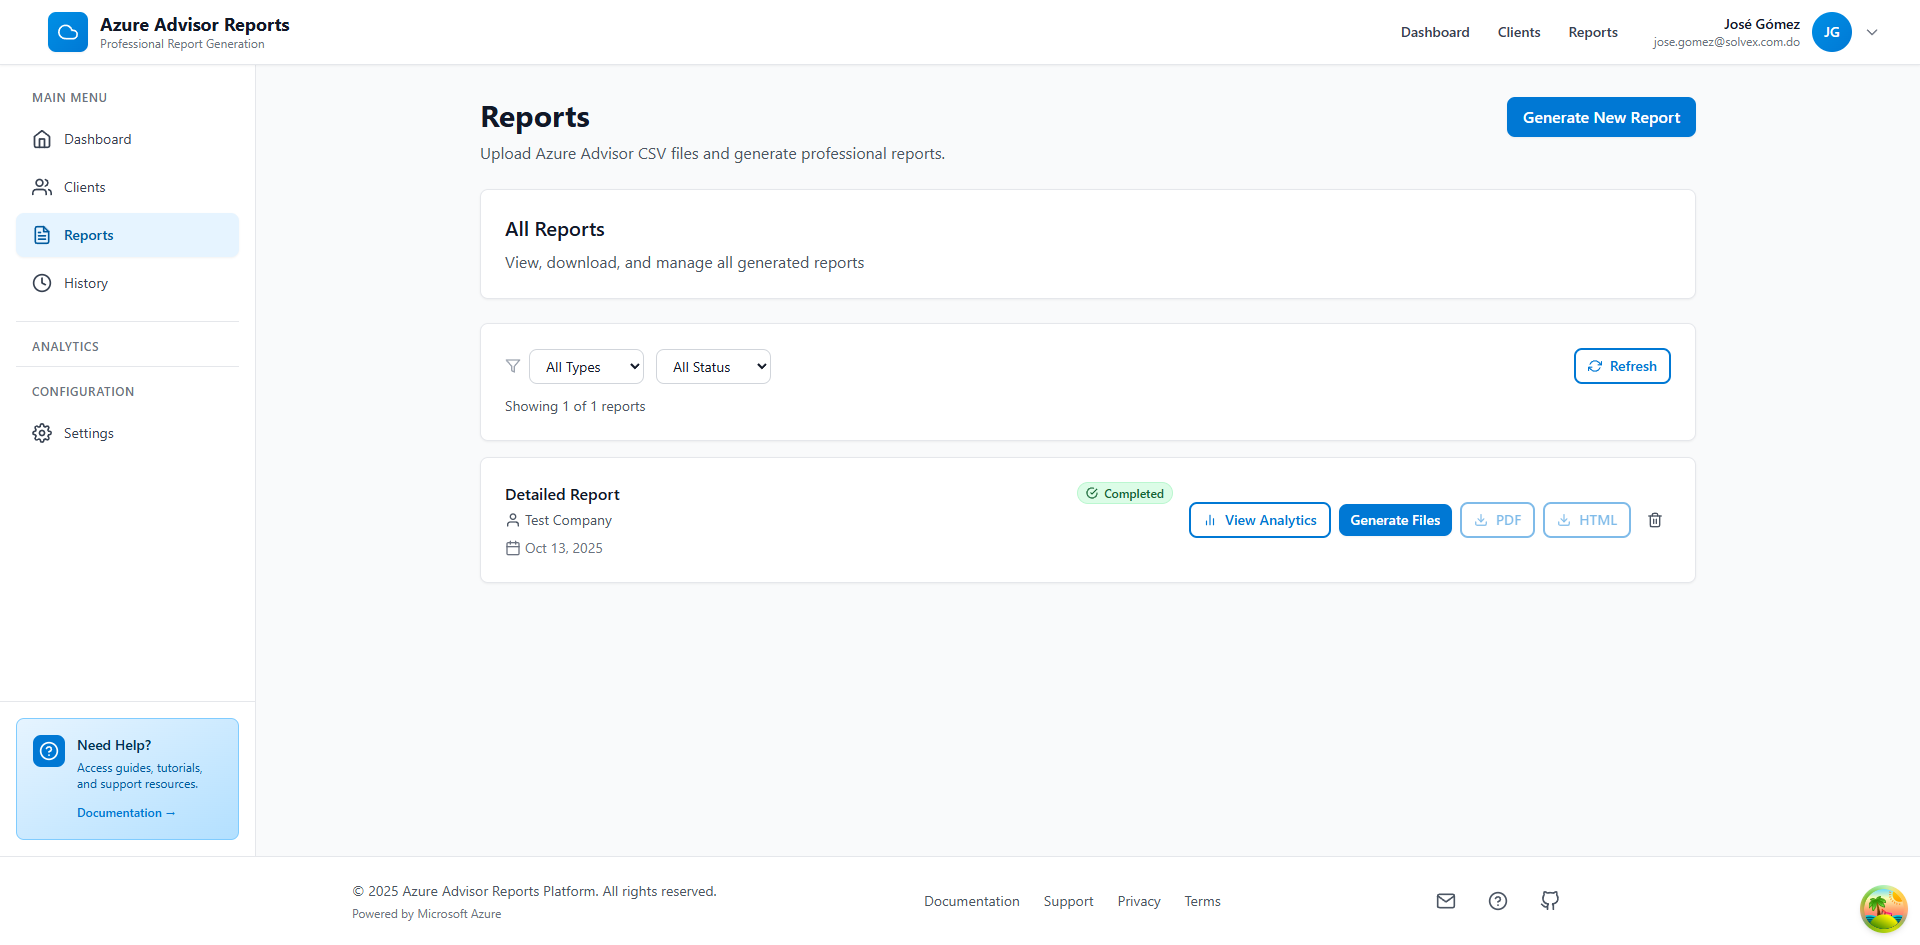 Azure Advisor Reports
Professional Report Generation
Dashboard
Clients
Reports
José Gómez
jose.gomez@solvex.com.do
JG
MAIN MENU
Dashboard
Clients
Reports
History
ANALYTICS
CONFIGURATION
Settings
Need Help?
Access guides, tutorials,
and support resources.
Documentation →
Reports
Upload Azure Advisor CSV files and generate professional reports.
Generate New Report
All Reports
View, download, and manage all generated reports
All Types
All Status
Refresh
Showing 1 of 1 reports
Detailed Report
Test Company
Oct 13, 2025
Completed
View Analytics
Generate Files
PDF
HTML
© 2025 Azure Advisor Reports Platform. All rights reserved.
Powered by Microsoft Azure
Documentation
Support
Privacy
Terms